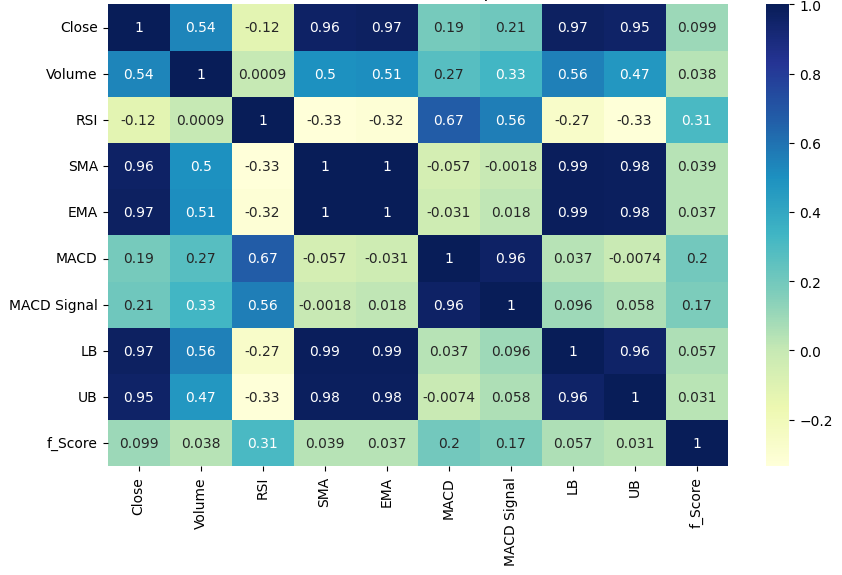 Close 1 0.54 -0.12 0.96 0.97 0.19 0.21 0.97 0.95 0.099
Volume 0.54 1 0.0009 0.5 0.51 0.27 0.33 0.56 0.47 0.038
RSI -0.12 0.0009 1 -0.33 -0.32 0.67 0.56 -0.27 -0.33 0.31
SMA 0.96 0.5 -0.33 1 1 -0.057 -0.0018 0.99 0.98 0.039
EMA 0.97 0.51 -0.32 1 1 -0.031 0.018 0.99 0.98 0.037
MACD 0.19 0.27 0.67 -0.057 -0.031 1 0.96 0.037 -0.0074 0.2
MACD Signal 0.21 0.33 0.56 -0.0018 0.018 0.96 1 0.096 0.058 0.17
LB 0.97 0.56 -0.27 0.99 0.99 0.037 0.096 1 0.96 0.057
UB 0.95 0.47 -0.33 0.98 0.98 -0.0074 0.058 0.96 1 0.031
f_Score 0.099 0.038 0.31 0.039 0.037 0.2 0.17 0.057 0.031 1
Close Volume RSI SMA EMA MACD MACD Signal LB UB f_Score
1.0
0.8
0.6
0.4
0.2
0.0
−0.2